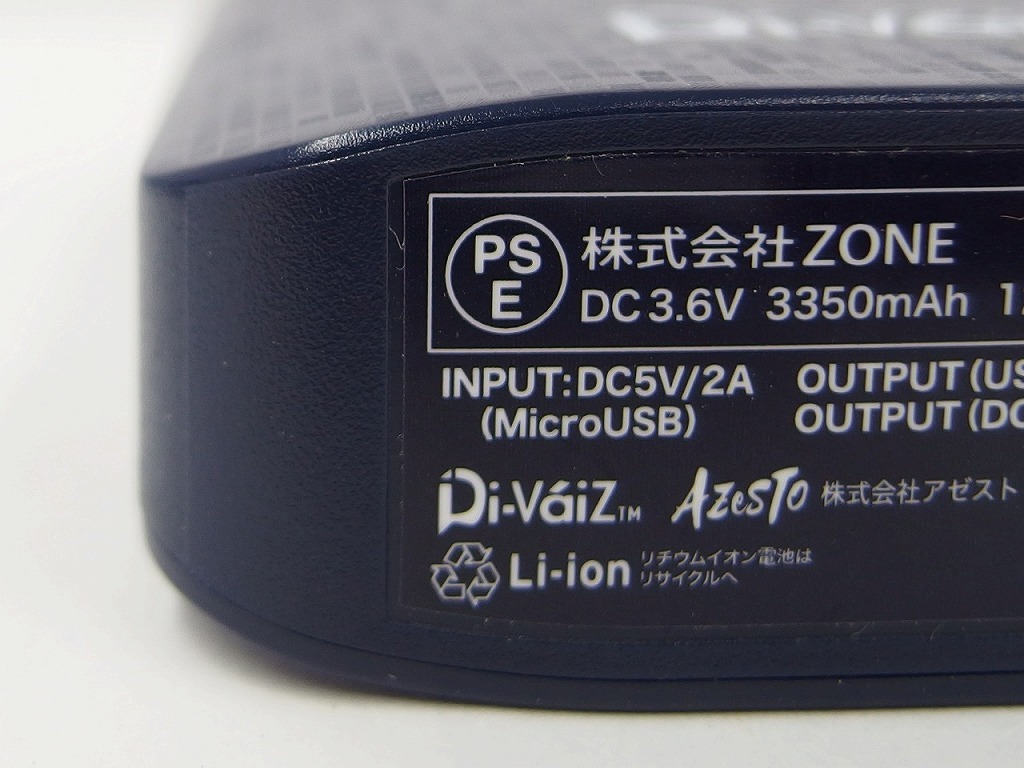 PS
E
株式会社ZONE
DC 3.6V 3350mAh
INPUT:DC5V/2A OUTPUT (US
(MicroUSB) OUTPUT (DC
Di-VáiZ TM AZeSTO 株式会社アゼスト
Li-ion リチウムイオン電池は
リサイクルへ